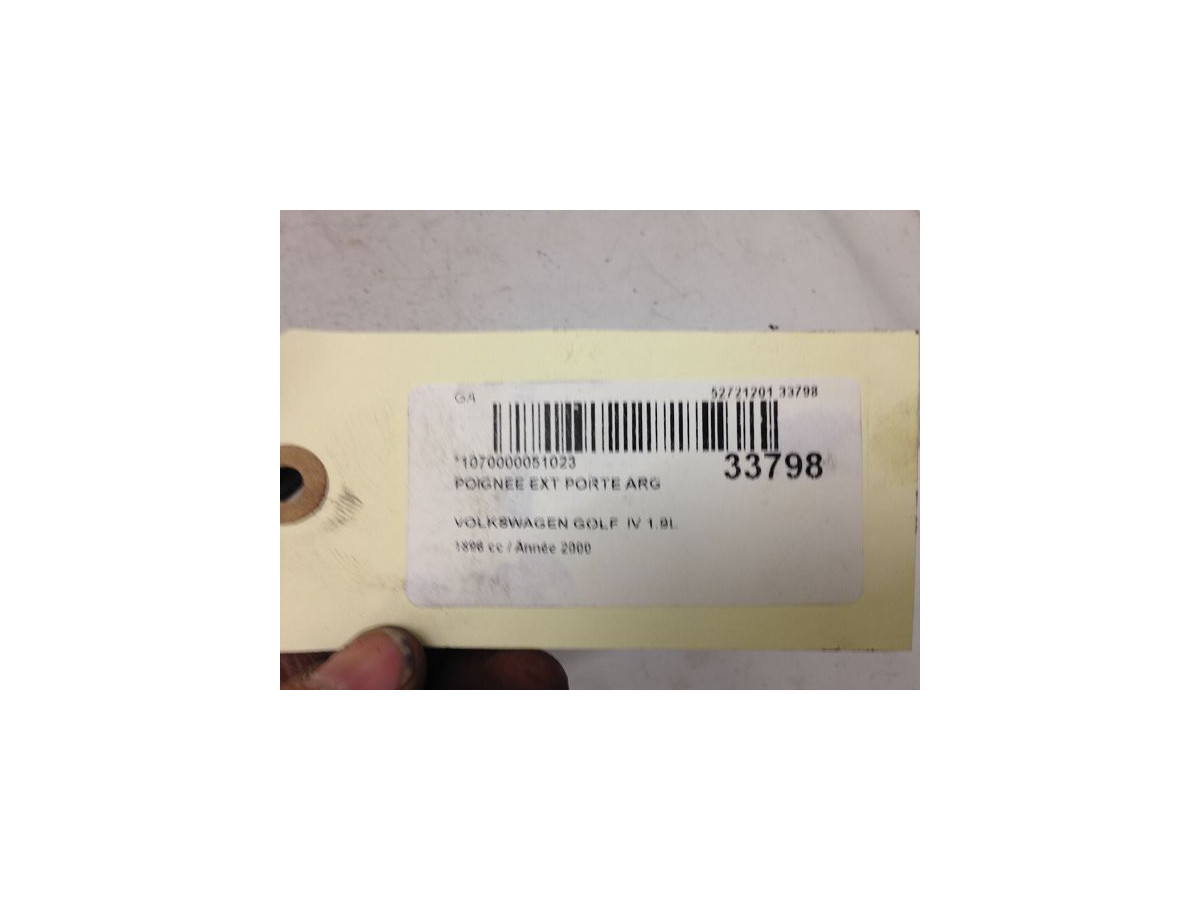 GA
52721201 33798
*1070000051023
33798
POIGNEE EXT PORTE ARG
VOLKSWAGEN GOLF IV 1.9L
1896 cc / Année 2000